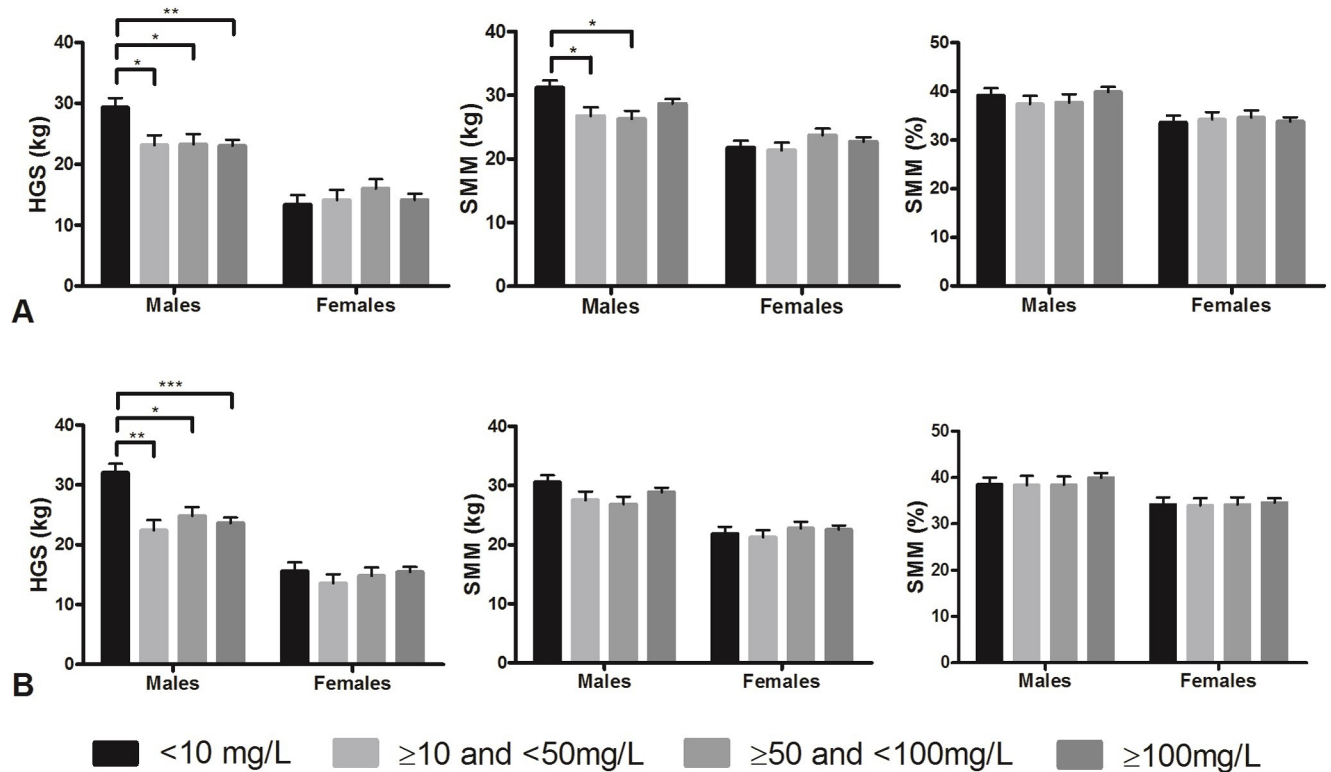 **
*
*
40
30
20
10
0
HGS (kg)
Males
Females
*
*
40
30
20
10
0
SMM (kg)
Males
Females
50
40
30
20
10
0
SMM (%)
Males
Females
A
***
*
**
40
30
20
10
0
HGS (kg)
Males
Females
40
30
20
10
0
SMM (kg)
Males
Females
50
40
30
20
10
0
SMM (%)
Males
Females
B
<10 mg/L
≥10 and <50mg/L
≥50 and <100mg/L
≥100mg/L